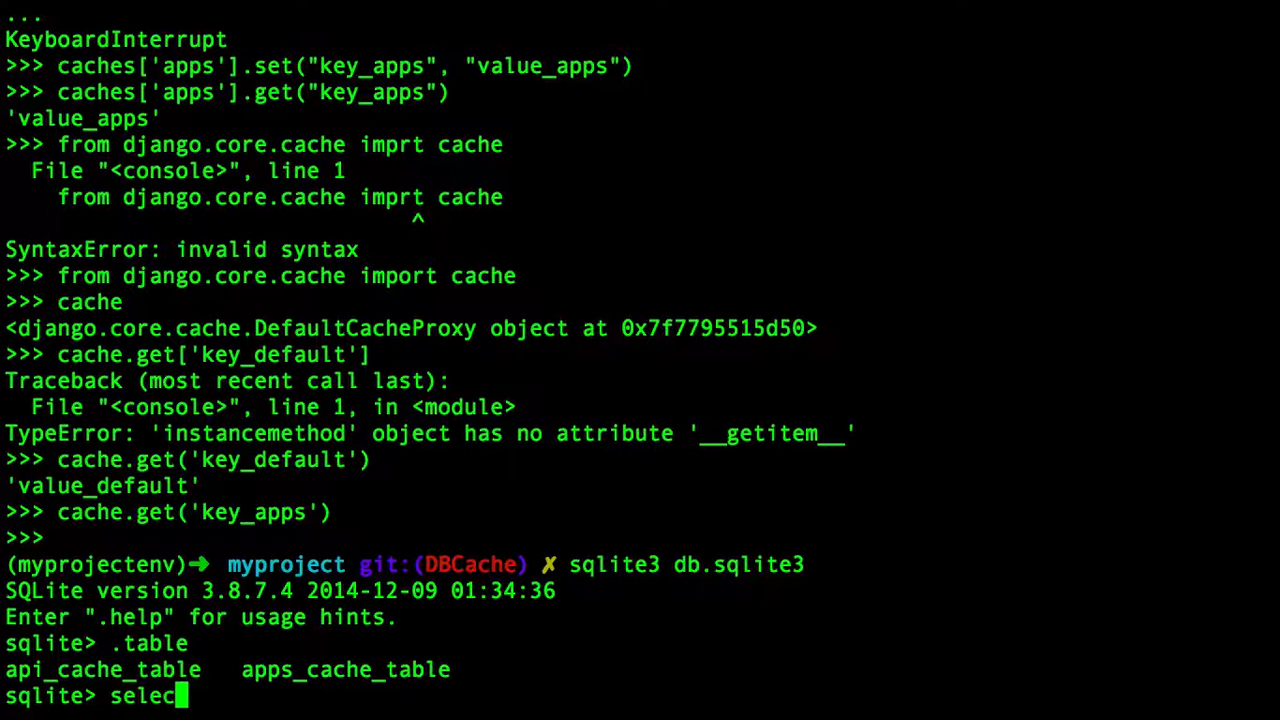 ...
KeyboardInterrupt
>>> caches['apps'].set("key_apps", "value_apps")
>>> caches['apps'].get("key_apps")
'value_apps'
>>> from django.core.cache imprt cache
  File "<console>", line 1
    from django.core.cache imprt cache
                               ^
SyntaxError: invalid syntax
>>> from django.core.cache import cache
>>> cache
<django.core.cache.DefaultCacheProxy object at 0x7f7795515d50>
>>> cache.get['key_default']
Traceback (most recent call last):
  File "<console>", line 1, in <module>
TypeError: 'instancemethod' object has no attribute '__getitem__'
>>> cache.get('key_default')
'value_default'
>>> cache.get('key_apps')
>>>
(myprojectenv)➜  myproject git:(DBCache) ✗ sqlite3 db.sqlite3
SQLite version 3.8.7.4 2014-12-09 01:34:36
Enter ".help" for usage hints.
sqlite> .table
api_cache_table   apps_cache_table
sqlite> selec